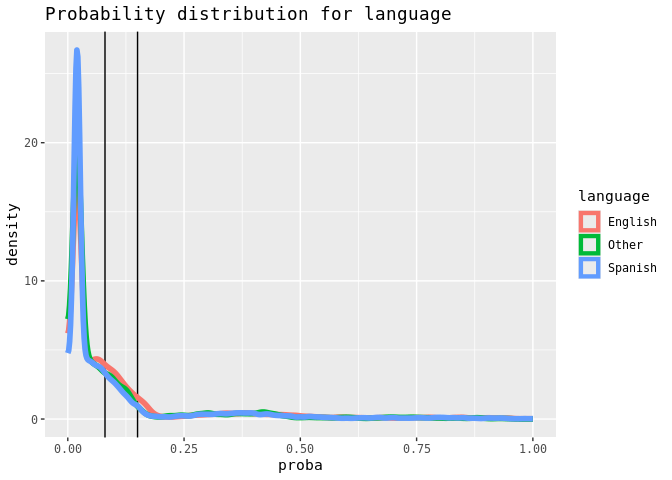 Probability distribution for language
density
20
10
0
0.00 0.25 0.50 0.75 1.00
proba
language
English
Other
Spanish